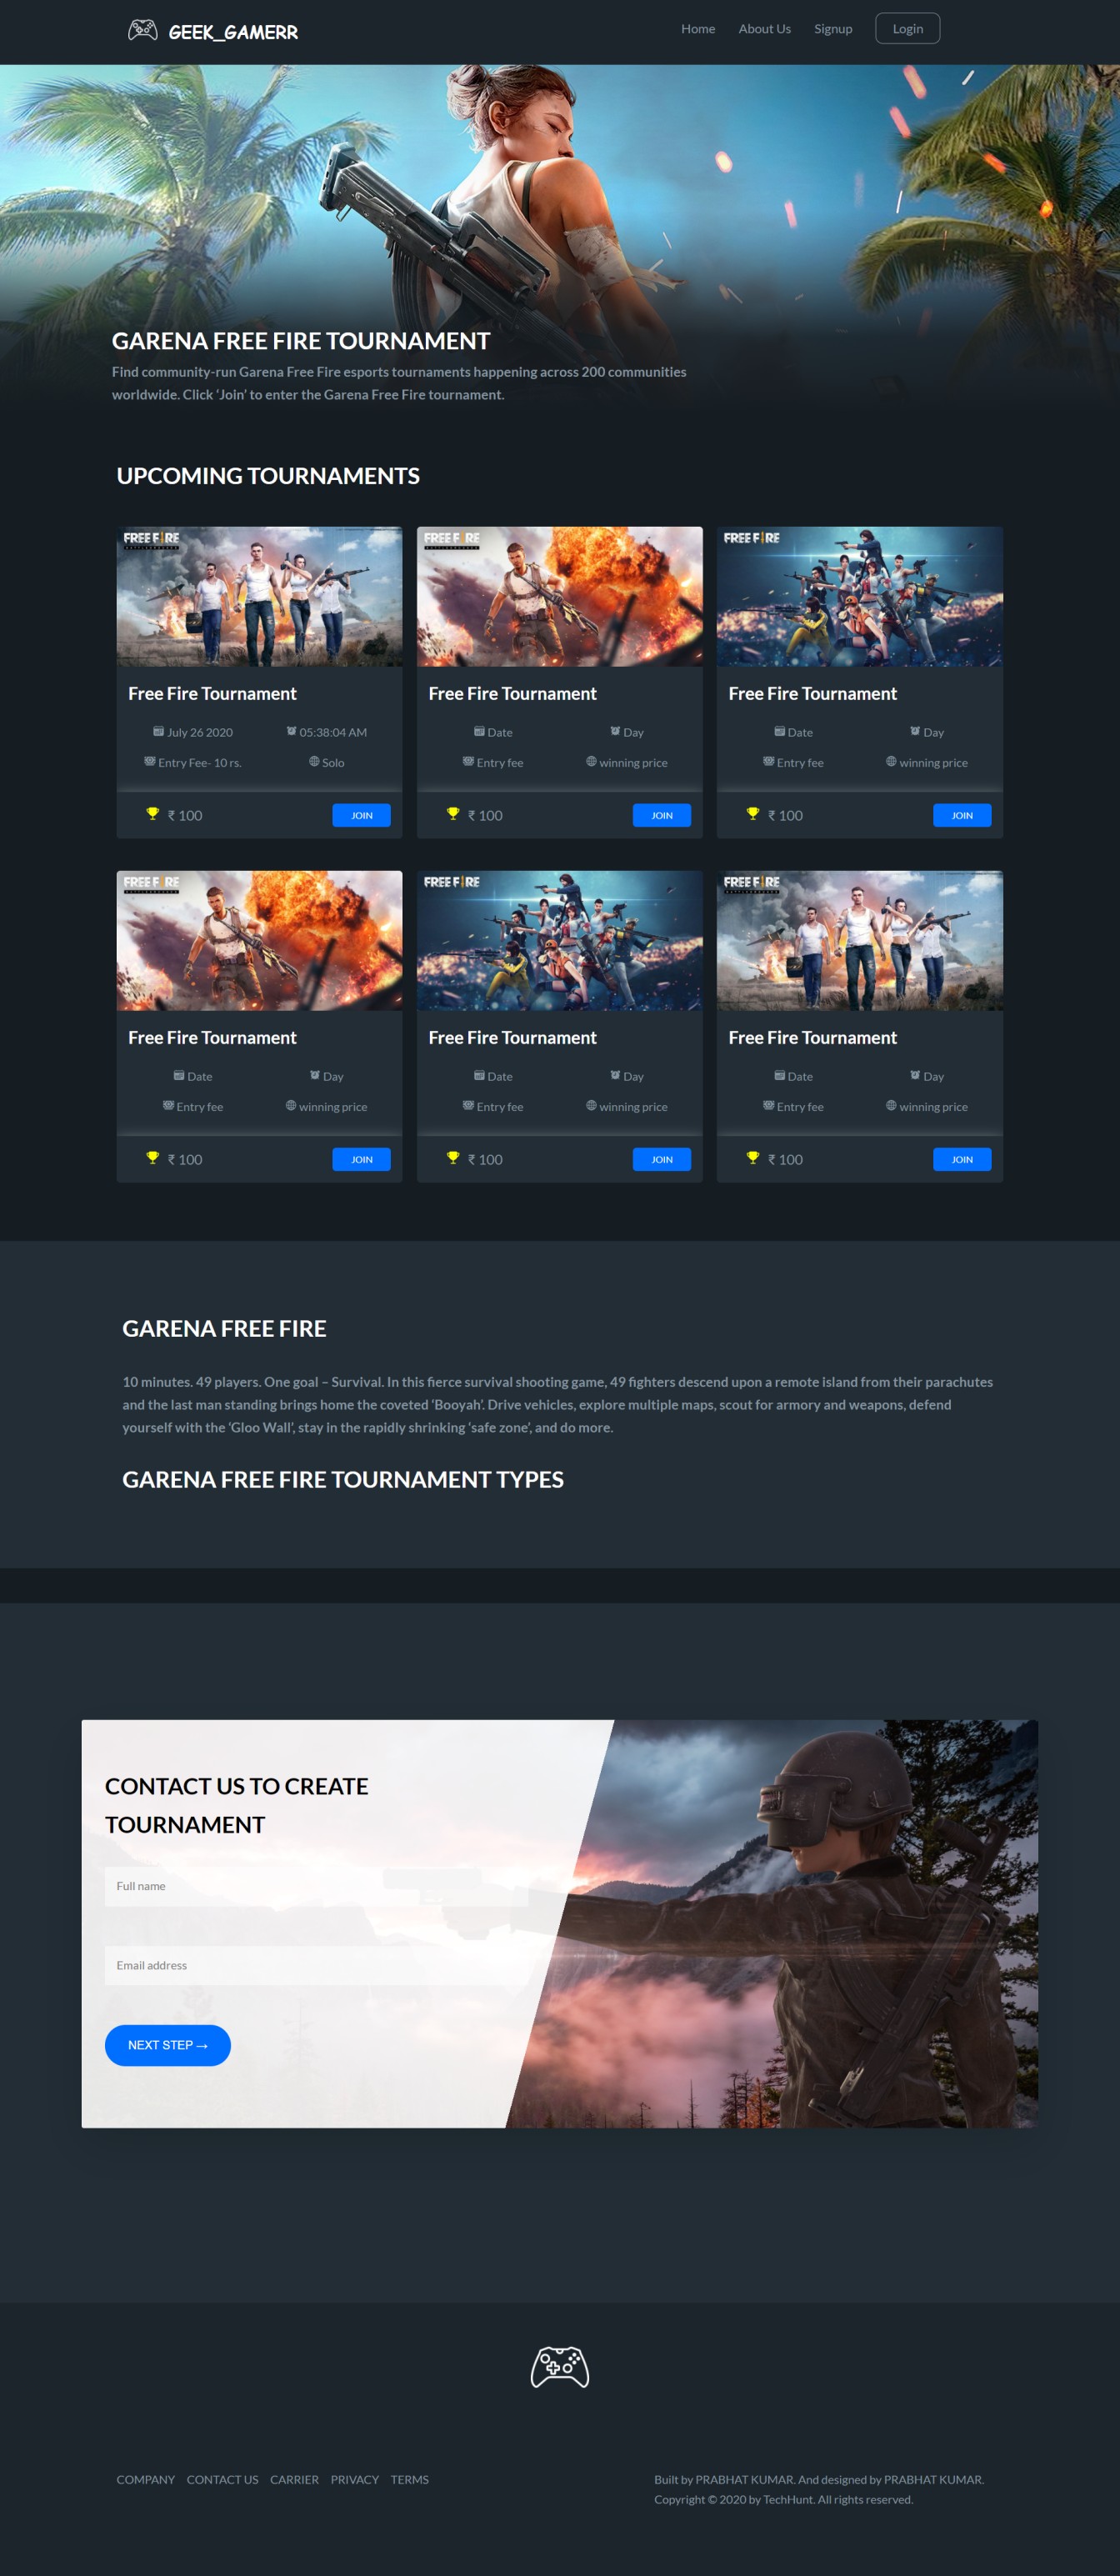 GEEK_GAMERR
Home About Us Signup Login
GARENA FREE FIRE TOURNAMENT
Find community-run Garena Free Fire esports tournaments happening across 200 communities
worldwide. Click ‘Join’ to enter the Garena Free Fire tournament.
UPCOMING TOURNAMENTS
FREE FIRE
BATTLEGROUNDS
Free Fire Tournament
July 26 2020 05:38:04 AM
Entry Fee- 10 rs. Solo
₹ 100 JOIN
FREE FIRE
BATTLEGROUNDS
Free Fire Tournament
Date Day
Entry fee winning price
₹ 100 JOIN
FREE FIRE
Free Fire Tournament
Date Day
Entry fee winning price
₹ 100 JOIN
FREE FIRE
BATTLEGROUNDS
Free Fire Tournament
Date Day
Entry fee winning price
₹ 100 JOIN
FREE FIRE
Free Fire Tournament
Date Day
Entry fee winning price
₹ 100 JOIN
FREE FIRE
BATTLEGROUNDS
Free Fire Tournament
Date Day
Entry fee winning price
₹ 100 JOIN
GARENA FREE FIRE
10 minutes. 49 players. One goal – Survival. In this fierce survival shooting game, 49 fighters descend upon a remote island from their parachutes
and the last man standing brings home the coveted ‘Booyah’. Drive vehicles, explore multiple maps, scout for armory and weapons, defend
yourself with the ‘Gloo Wall’, stay in the rapidly shrinking ‘safe zone’, and do more.
GARENA FREE FIRE TOURNAMENT TYPES
CONTACT US TO CREATE
TOURNAMENT
Full name
Email address
NEXT STEP →
COMPANY CONTACT US CARRIER PRIVACY TERMS
Built by PRABHAT KUMAR. And designed by PRABHAT KUMAR.
Copyright © 2020 by TechHunt. All rights reserved.